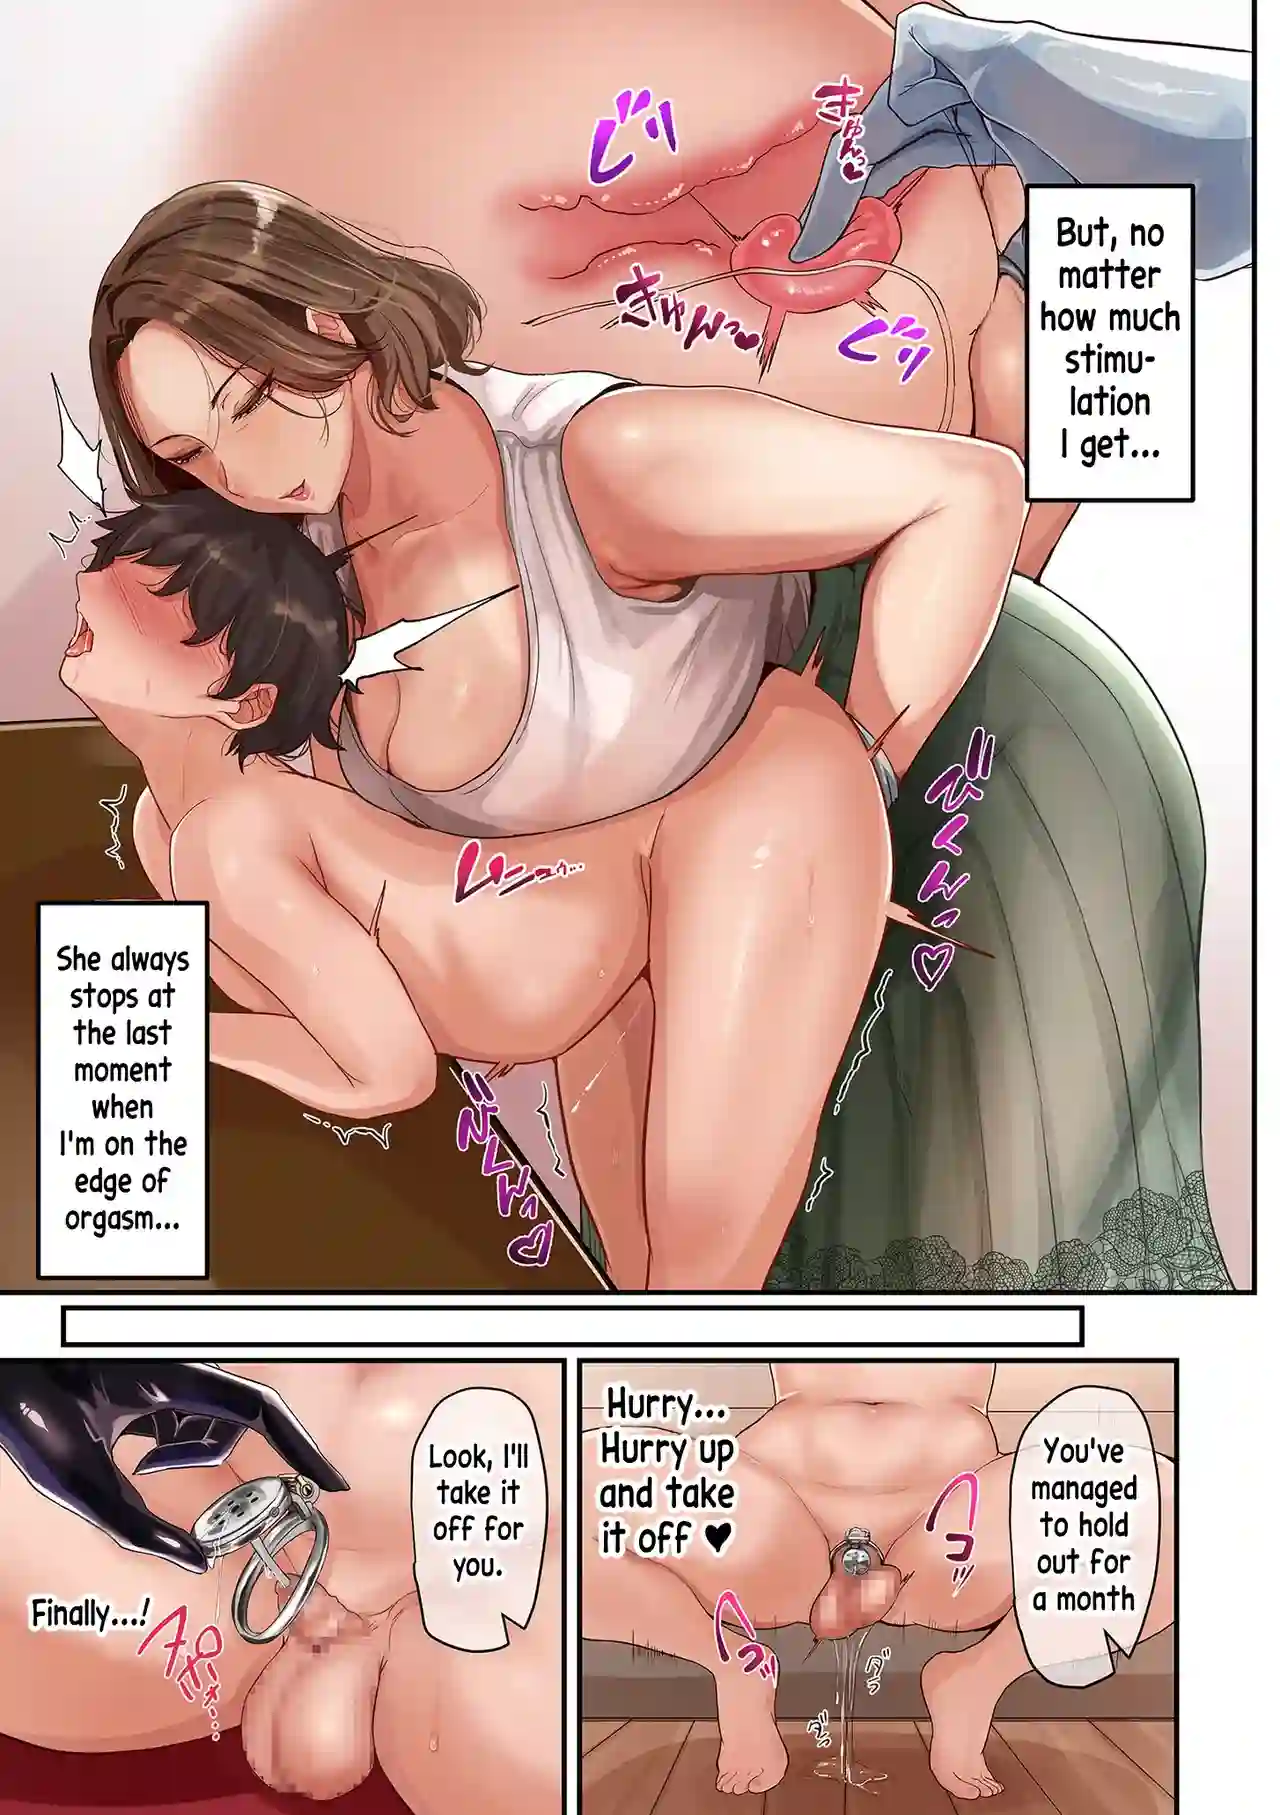 But, no
matter
how much
stimu-
lation
I get...
She always
stops at
the last
moment
when
I'm on the
edge of
orgasm...
You've
managed
to hold
out for
a month
Hurry...
Hurry up
and take
it off ♥
Look, I'll
take it
off for
you.
Finally...!